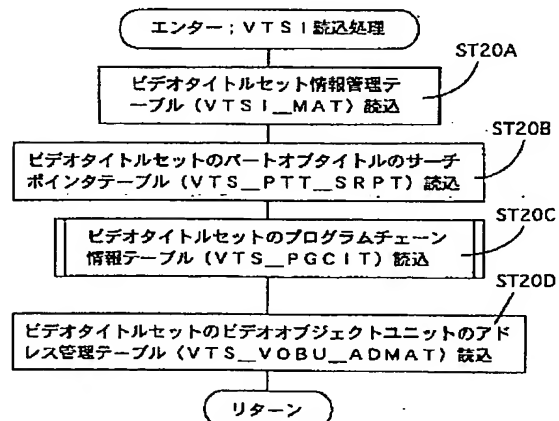 エンター；ＶＴＳＩ読込処理
ST20A
ビデオタイトルセット情報管理テ
ーブル（ＶＴＳＩ＿ＭＡＴ）読込
ST20B
ビデオタイトルセットのパートオブタイトルのサーチ
ポインタテーブル（ＶＴＳ＿ＰＴＴ＿ＳＲＰＴ）読込
ST20C
ビデオタイトルセットのプログラムチェーン
情報テーブル（ＶＴＳ＿ＰＧＣＩＴ）読込
ST20D
ビデオタイトルセットのビデオオブジェクトユニットのアド
レス管理テーブル（ＶＴＳ＿ＶＯＢＵ＿ＡＤＭＡＴ）読込
リターン